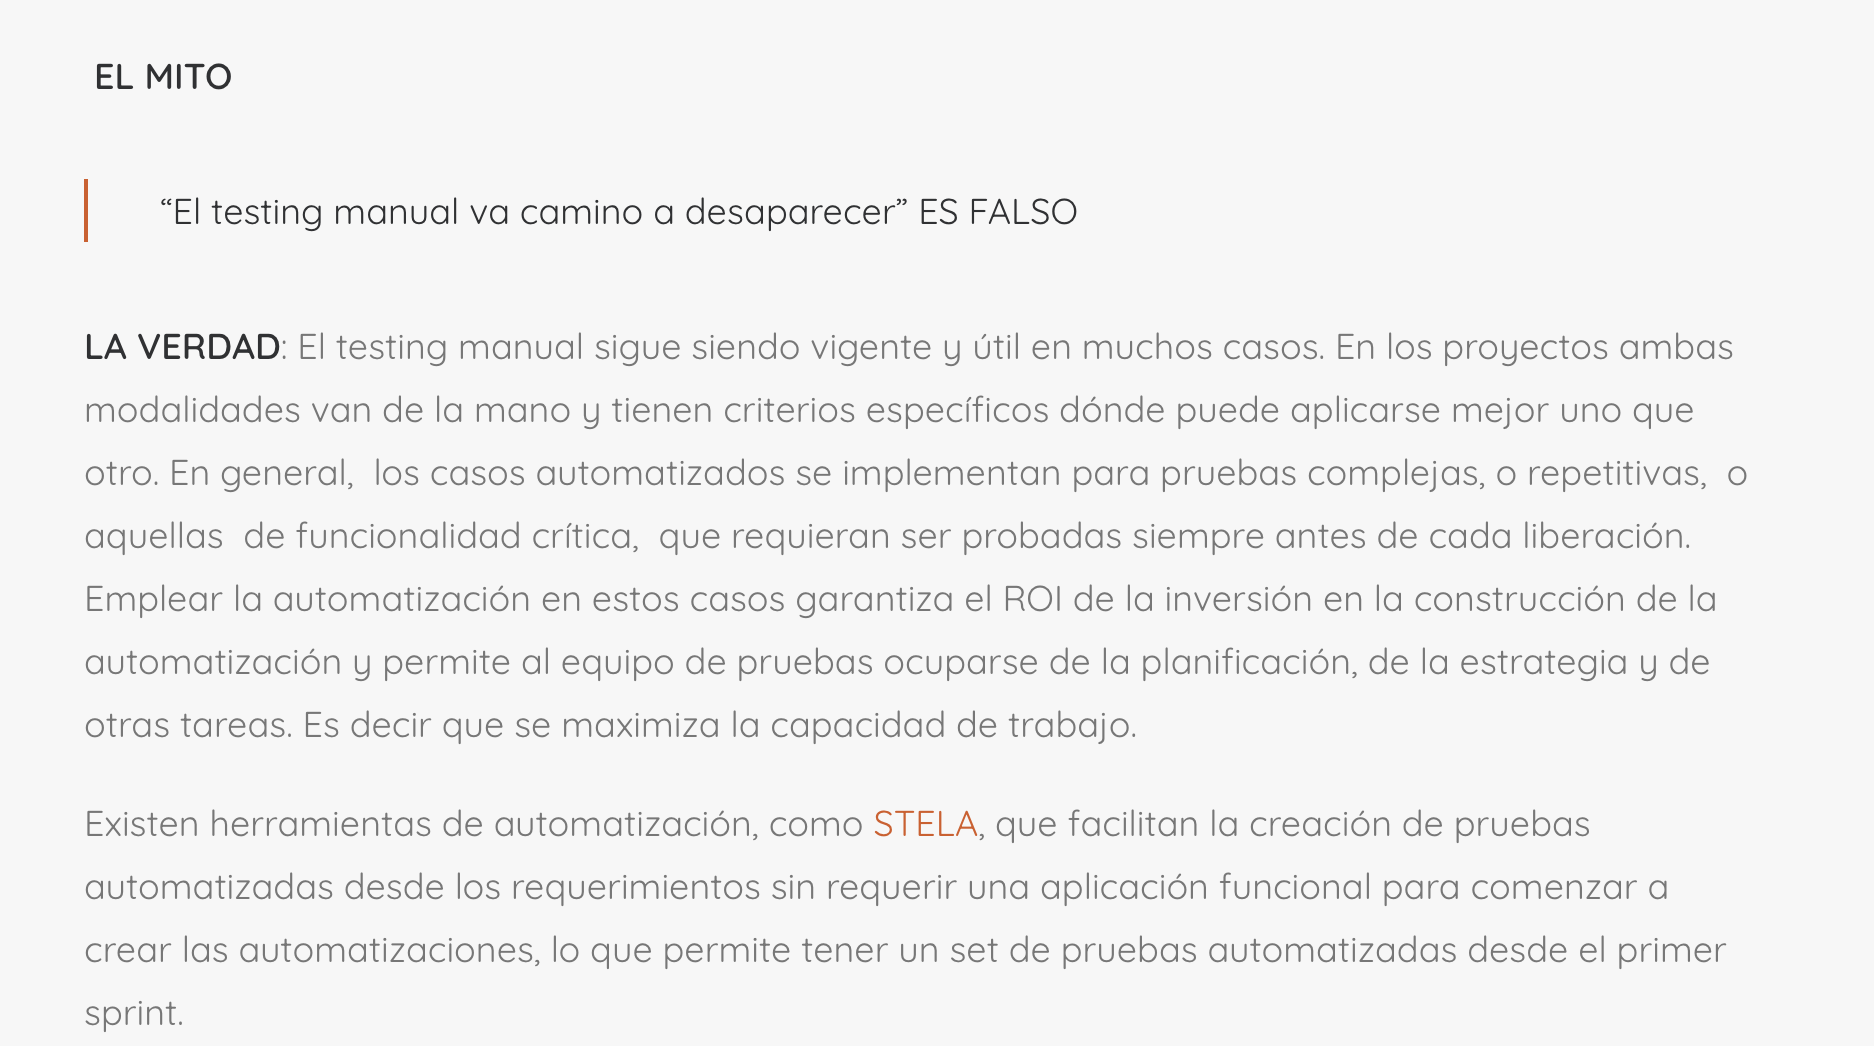 EL MITO
“El testing manual va camino a desaparecer” ES FALSO
LA VERDAD: El testing manual sigue siendo vigente y útil en muchos casos. En los proyectos ambas
modalidades van de la mano y tienen criterios específicos dónde puede aplicarse mejor uno que
otro. En general,  los casos automatizados se implementan para pruebas complejas, o repetitivas,  o
aquellas  de funcionalidad crítica,  que requieran ser probadas siempre antes de cada liberación.
Emplear la automatización en estos casos garantiza el ROI de la inversión en la construcción de la
automatización y permite al equipo de pruebas ocuparse de la planificación, de la estrategia y de
otras tareas. Es decir que se maximiza la capacidad de trabajo.
Existen herramientas de automatización, como STELA, que facilitan la creación de pruebas
automatizadas desde los requerimientos sin requerir una aplicación funcional para comenzar a
crear las automatizaciones, lo que permite tener un set de pruebas automatizadas desde el primer
sprint.